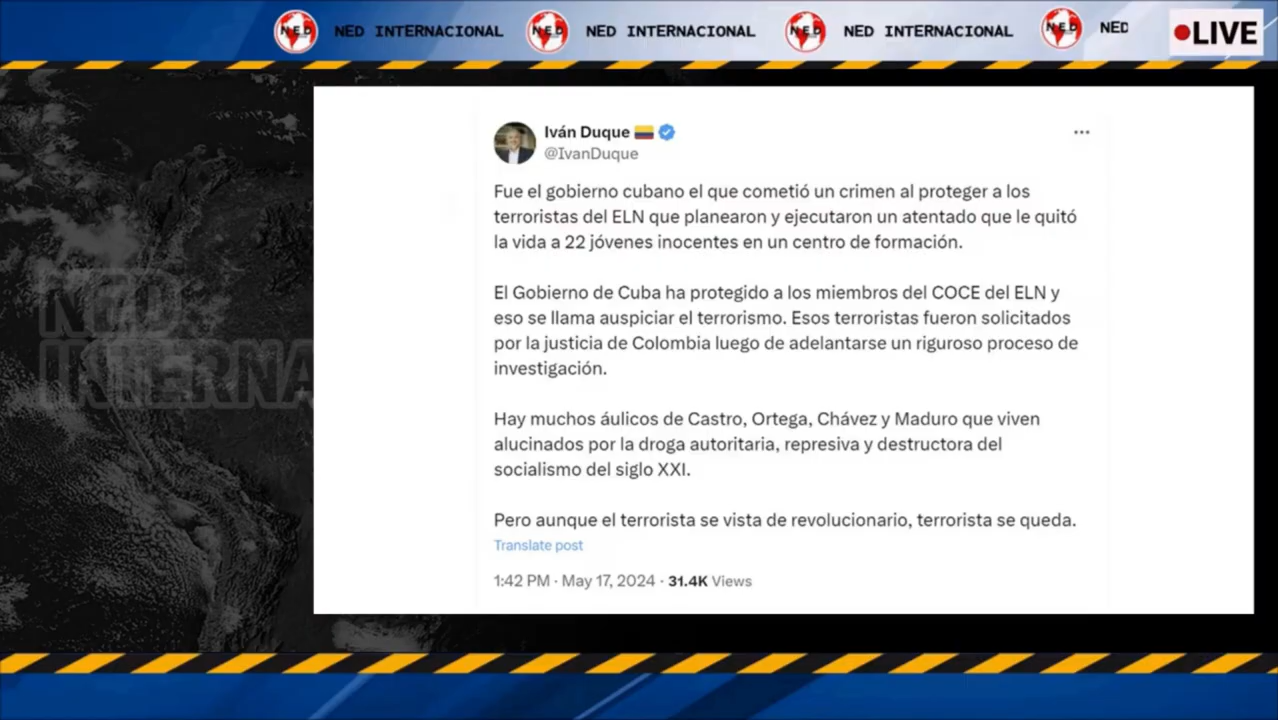 NED NED INTERNACIONAL NED NED INTERNACIONAL NED NED INTERNACIONAL NED NED LIVE
Iván Duque
@IvanDuque
Fue el gobierno cubano el que cometió un crimen al proteger a los
terroristas del ELN que planearon y ejecutaron un atentado que le quitó
la vida a 22 jóvenes inocentes en un centro de formación.
El Gobierno de Cuba ha protegido a los miembros del COCE del ELN y
eso se llama auspiciar el terrorismo. Esos terroristas fueron solicitados
por la justicia de Colombia luego de adelantarse un riguroso proceso de
investigación.
Hay muchos áulicos de Castro, Ortega, Chávez y Maduro que viven
alucinados por la droga autoritaria, represiva y destructora del
socialismo del siglo XXI.
Pero aunque el terrorista se vista de revolucionario, terrorista se queda.
Translate post
1:42 PM · May 17, 2024 · 31.4K Views
NED
INTERNA